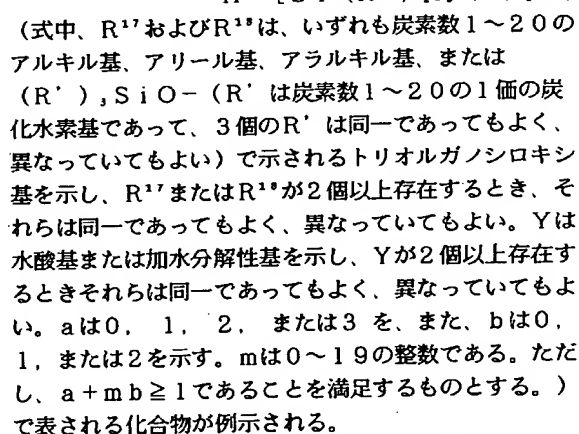 (式中、R¹⁷およびR¹⁸は、いずれも炭素数1~20の
アルキル基、アリール基、アラルキル基、または
(R')₃SiO-(R'は炭素数1~20の1価の炭
化水素基であって、3個のR'は同一であってもよく、
異なっていてもよい)で示されるトリオルガノシロキシ
基を示し、R¹⁷またはR¹⁸が2個以上存在するとき、そ
れらは同一であってもよく、異なっていてもよい。Yは
水酸基または加水分解性基を示し、Yが2個以上存在す
るときそれらは同一であってもよく、異なっていてもよ
い。aは0, 1, 2, または3 を、また、bは0,
1, または2を示す。mは0~19の整数である。ただ
し、a+mb≧1であることを満足するものとする。)
で表される化合物が例示される。